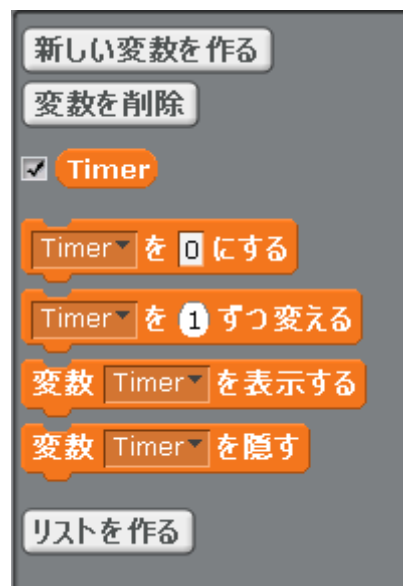 新しい変数を作る
変数を削除
Timer
Timer を 0 にする
Timer を 1 ずつ変える
変数 Timer を表示する
変数 Timer を隠す
リストを作る